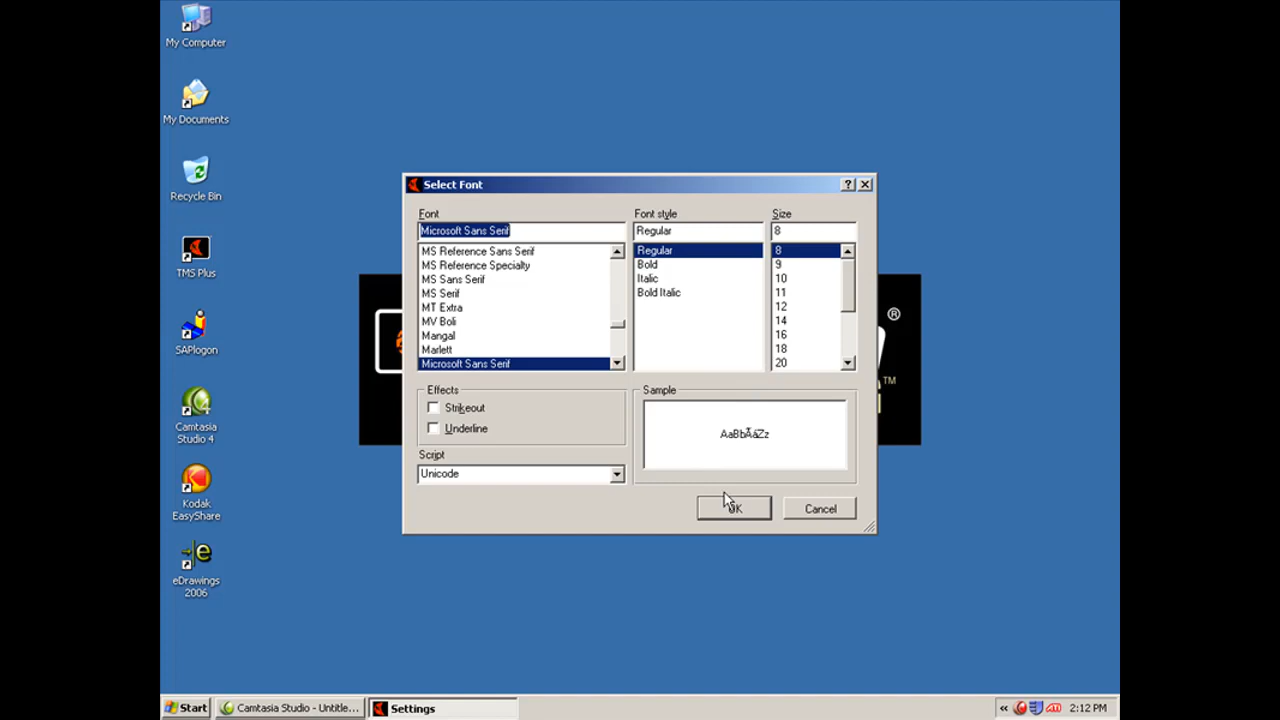 My Computer
My Documents
Recycle Bin
TMS Plus
SAPlogon
Camtasia
Studio 4
Kodak
EasyShare
eDrawings
2006
Select Font
Font
Microsoft Sans Serif
MS Reference Sans Serif
MS Reference Specialty
MS Sans Serif
MS Serif
MT Extra
MV Boli
Mangal
Marlett
Microsoft Sans Serif
Font style
Regular
Regular
Bold
Italic
Bold Italic
Size
8
8
9
10
11
12
14
16
18
20
Effects
Strikeout
Underline
Script
Unicode
Sample
AaBbÃáZz
OK
Cancel
®
TM
Start
Camtasia Studio - Untitle...
Settings
2:12 PM